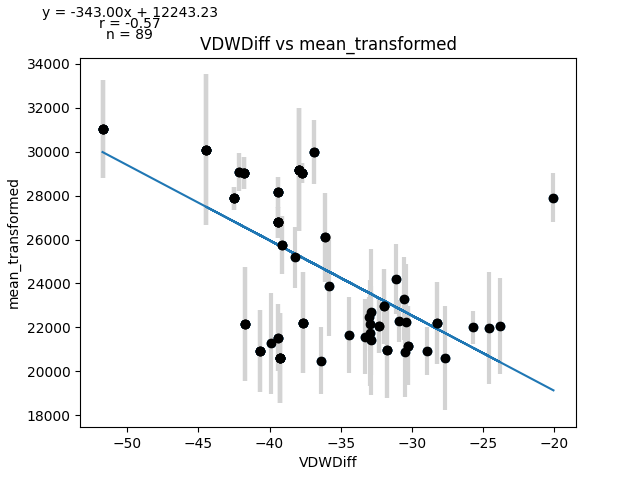 y = -343.00x + 12243.23
r = -0.57
n = 89
VDWDiff vs mean_transformed
34000
32000
30000
28000
26000
24000
22000
20000
18000
mean_transformed
−50
−45
−40
−35
−30
−25
−20
VDWDiff